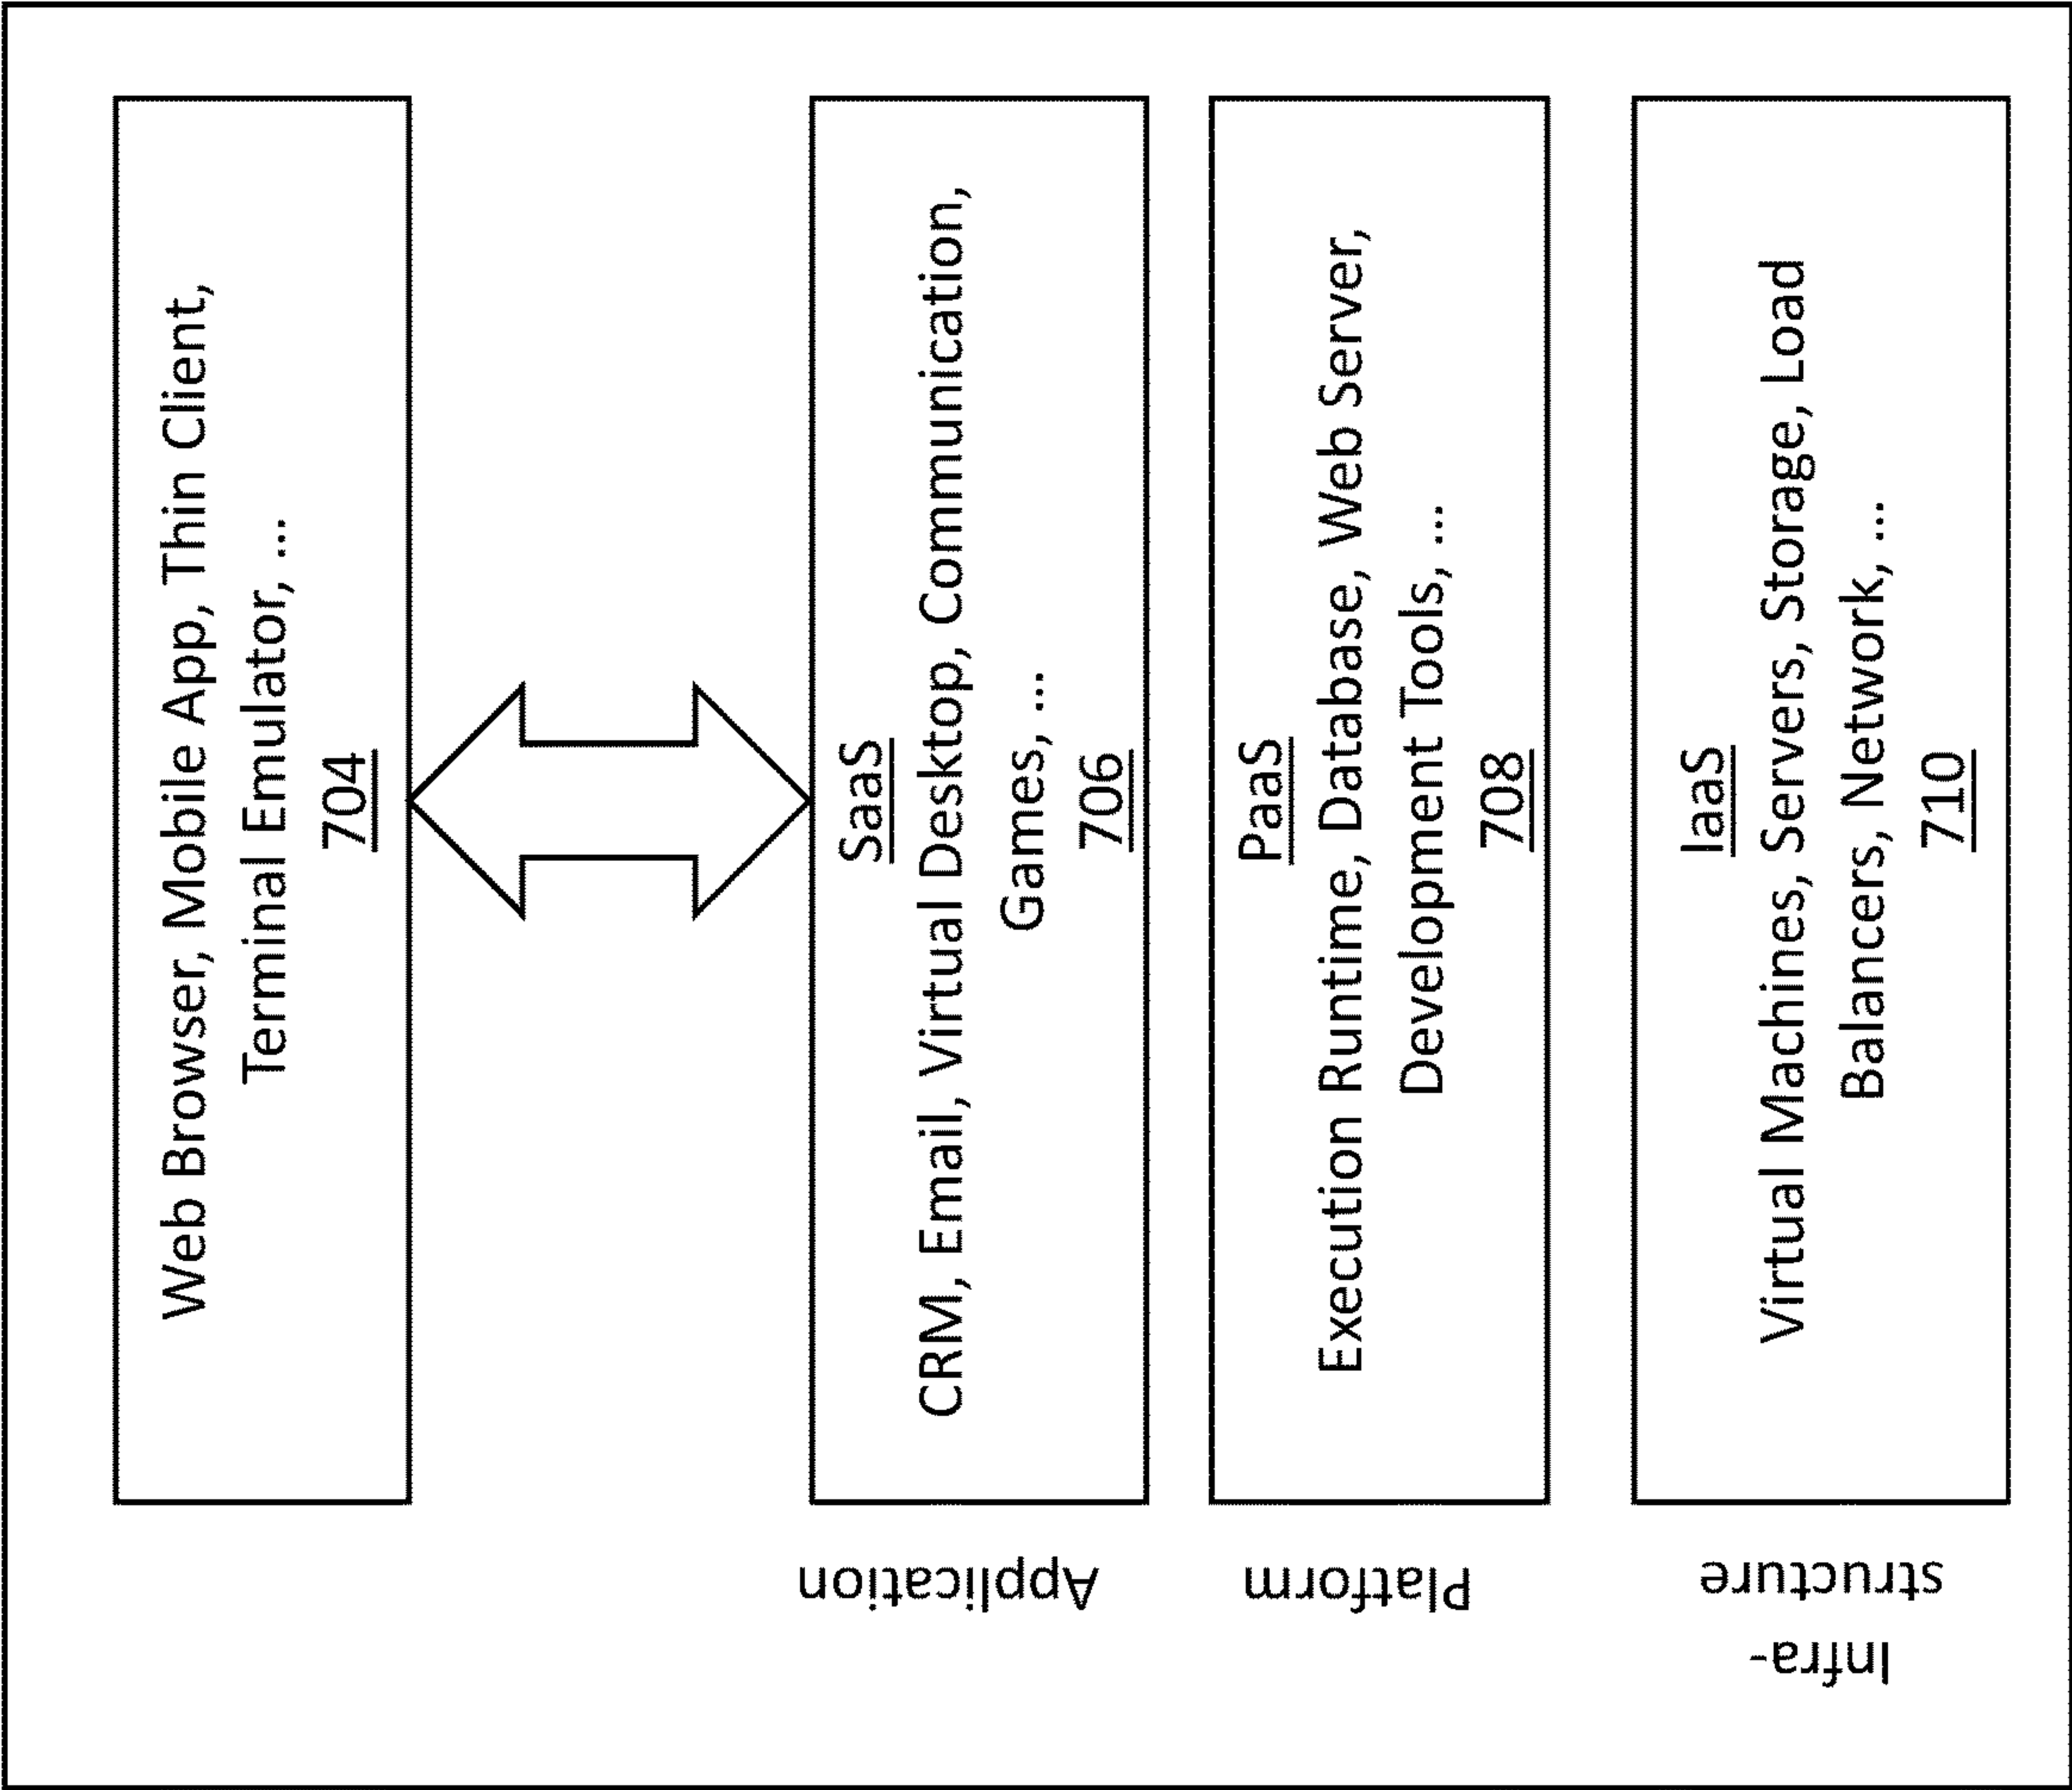 Web Browser, Mobile App, Thin Client,
Terminal Emulator, ...
704
Application
SaaS
CRM, Email, Virtual Desktop, Communication,
Games, ...
706
Platform
PaaS
Execution Runtime, Database, Web Server,
Development Tools, ...
708
Infra-
structure
IaaS
Virtual Machines, Servers, Storage, Load
Balancers, Network, ...
710